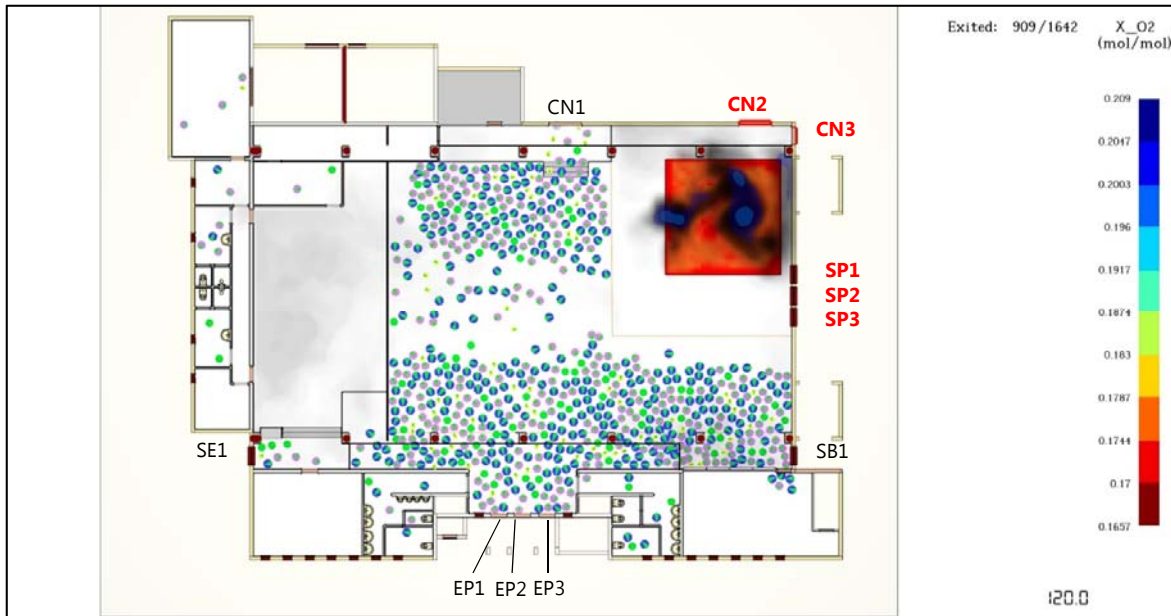 Exited: 909/1642
X_O2
(mol/mol)
CN1
CN2
CN3
0.209
0.2047
0.2003
0.196
0.1917
0.1874
0.183
0.1787
0.1744
0.17
0.1657
SP1
SP2
SP3
SE1
SB1
EP1 EP2 EP3
120.0